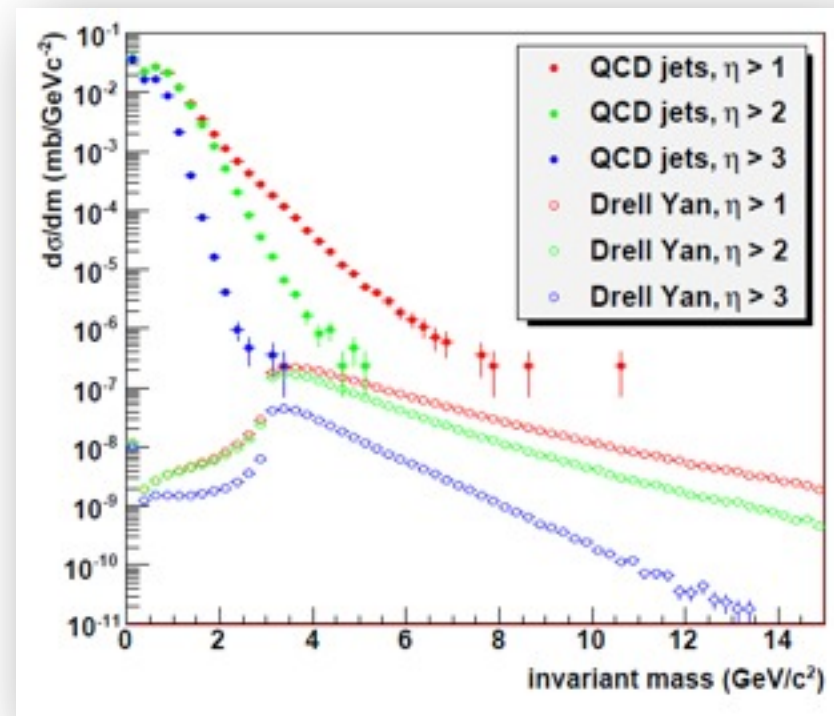 dσ/dm (mb/GeVc⁻²)
10⁻¹
10⁻²
10⁻³
10⁻⁴
10⁻⁵
10⁻⁶
10⁻⁷
10⁻⁸
10⁻⁹
10⁻¹⁰
10⁻¹¹
QCD jets, η > 1
QCD jets, η > 2
QCD jets, η > 3
Drell Yan, η > 1
Drell Yan, η > 2
Drell Yan, η > 3
0 2 4 6 8 10 12 14
invariant mass (GeV/c²)